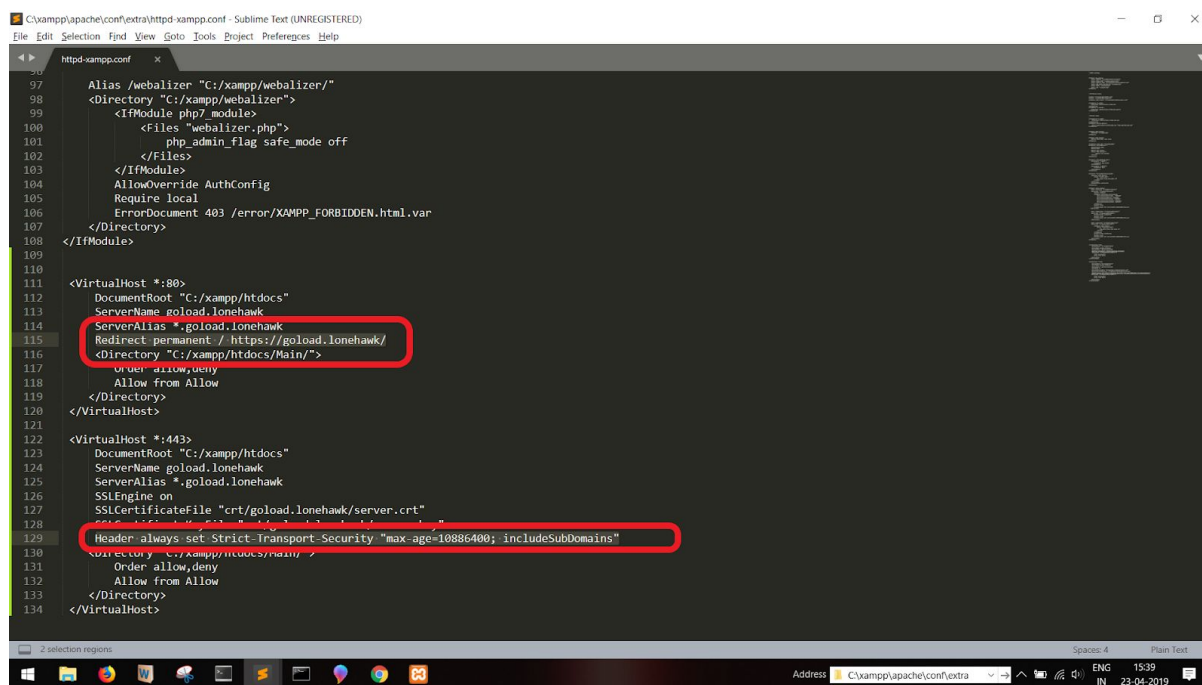 C:\xampp\apache\conf\extra\httpd-xampp.conf - Sublime Text (UNREGISTERED)
File Edit Selection Find View Goto Tools Project Preferences Help
httpd-xampp.conf
96
97 Alias /webalizer "C:/xampp/webalizer/"
98 <Directory "C:/xampp/webalizer">
99 <IfModule php7_module>
100 <Files "webalizer.php">
101 php_admin_flag safe_mode off
102 </Files>
103 </IfModule>
104 AllowOverride AuthConfig
105 Require local
106 ErrorDocument 403 /error/XAMPP_FORBIDDEN.html.var
107 </Directory>
108 </IfModule>
109
110
111 <VirtualHost *:80>
112 DocumentRoot "C:/xampp/htdocs"
113 ServerName goload.lonehawk
114 ServerAlias *.goload.lonehawk
115 Redirect permanent / https://goload.lonehawk/
116 <Directory "C:/xampp/htdocs/Main/">
117 Order allow,deny
118 Allow from Allow
119 </Directory>
120 </VirtualHost>
121
122 <VirtualHost *:443>
123 DocumentRoot "C:/xampp/htdocs"
124 ServerName goload.lonehawk
125 ServerAlias *.goload.lonehawk
126 SSLEngine on
127 SSLCertificateFile "crt/goload.lonehawk/server.crt"
128
129 Header always set Strict-Transport-Security "max-age=10886400; includeSubDomains"
130 <Directory "C:/xampp/htdocs/Main/">
131 Order allow,deny
132 Allow from Allow
133 </Directory>
134 </VirtualHost>
2 selection regions Spaces: 4 Plain Text
Address C:\xampp\apache\conf\extra ENG 15:39
IN 23-04-2019